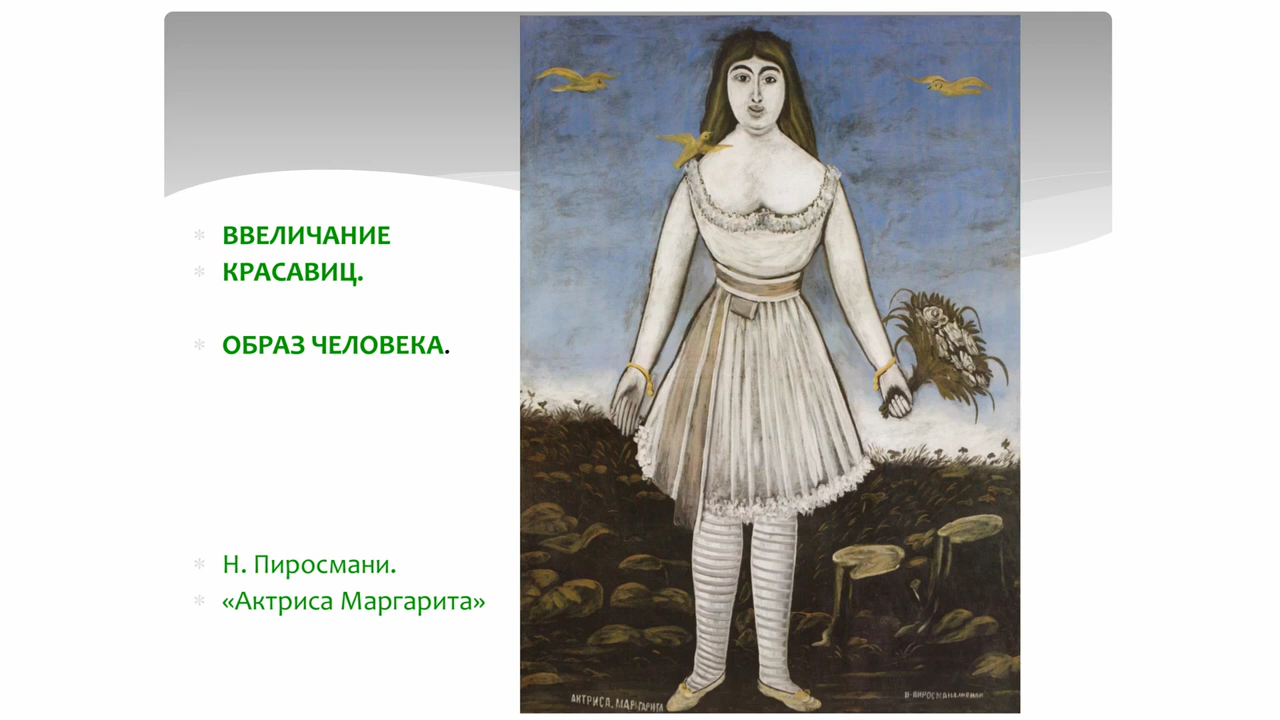 ВВЕЛИЧАНИЕ
КРАСАВИЦ.
ОБРАЗ ЧЕЛОВЕКА.
Н. Пиросмани.
«Актриса Маргарита»
АКТРИСА. МАРГАРИТА